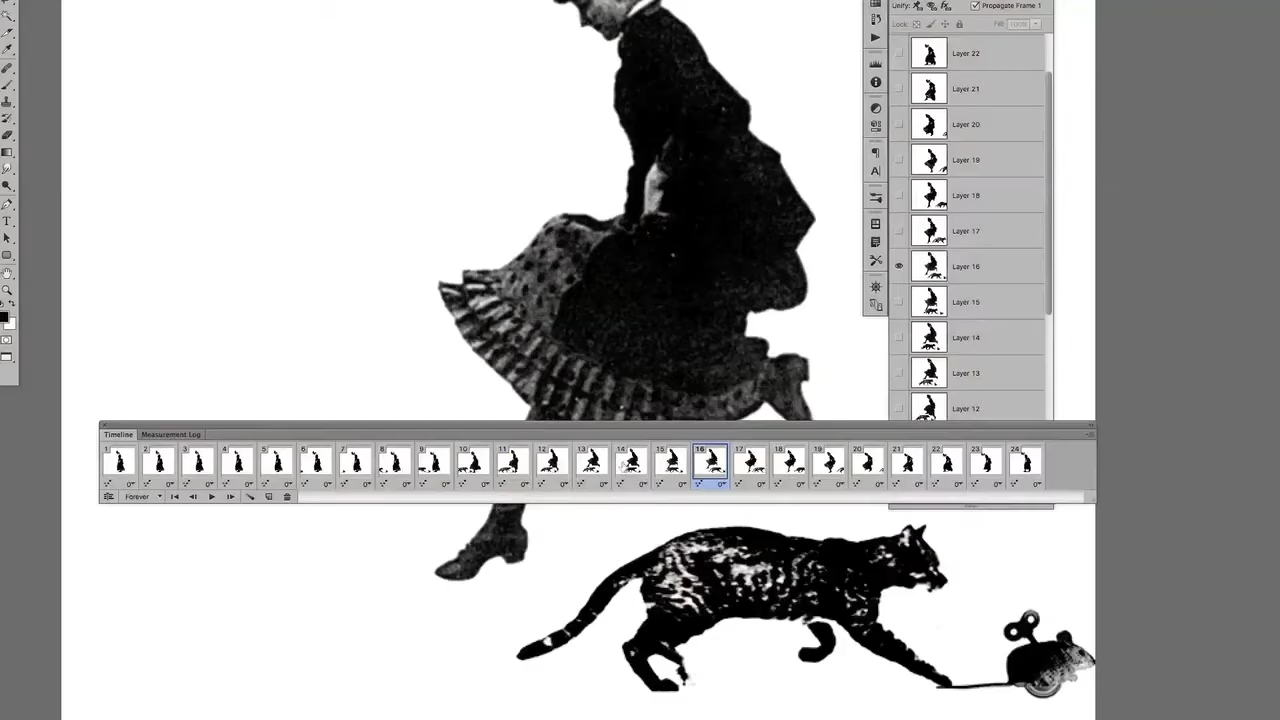 Unify:
Propagate Frame 1
Lock:
Fill: 100%
Layer 22
Layer 21
Layer 20
Layer 19
Layer 18
Layer 17
Layer 16
Layer 15
Layer 14
Layer 13
Layer 12
Timeline Measurement Log
1 2 3 4 5 6 7 8 9 10 11 12 13 14 15 16 17 18 19 20 21 22 23 24
Forever